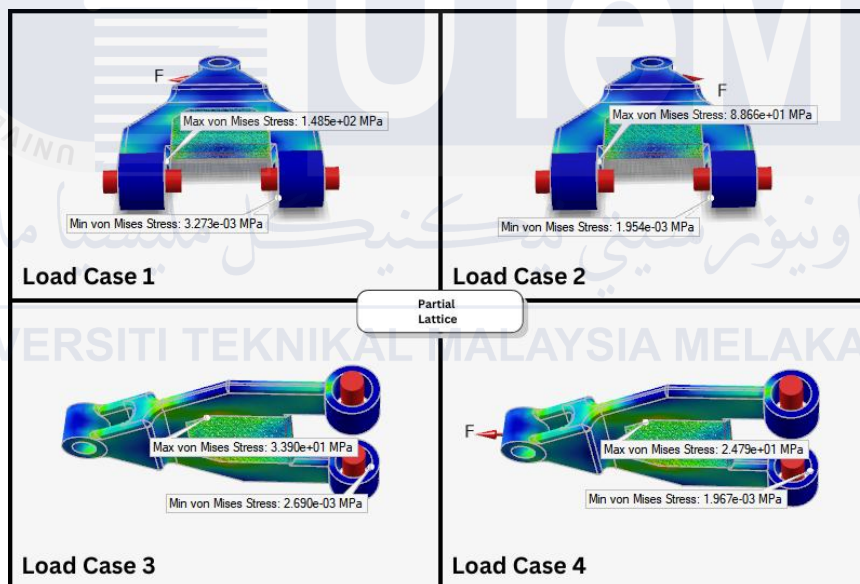 UTeM
F
Max von Mises Stress: 1.485e+02 MPa
Min von Mises Stress: 3.273e-03 MPa
Load Case 1
F
Max von Mises Stress: 8.866e+01 MPa
Min von Mises Stress: 1.954e-03 MPa
Load Case 2
Partial
Lattice
UNIVERSITI TEKNIKAL MALAYSIA MELAKA
Max von Mises Stress: 3.390e+01 MPa
Min von Mises Stress: 2.690e-03 MPa
Load Case 3
F
Max von Mises Stress: 2.479e+01 MPa
Min von Mises Stress: 1.967e-03 MPa
Load Case 4